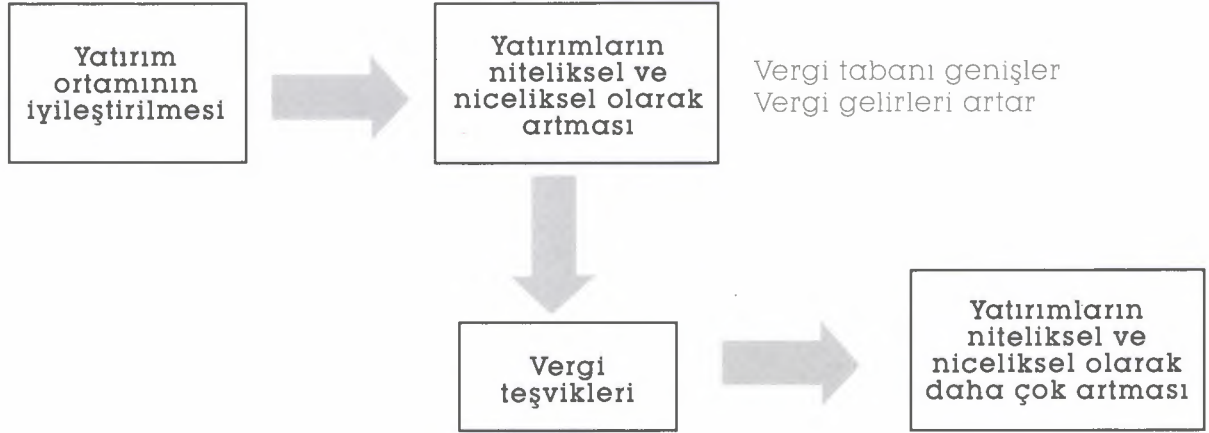 Yatırım
ortamının
iyileştirilmesi
Yatırımların
niteliksel ve
niceliksel olarak
artması
Vergi tabanı genişler
Vergi gelirleri artar
Vergi
teşvikleri
Yatırımların
niteliksel ve
niceliksel olarak
daha çok artması